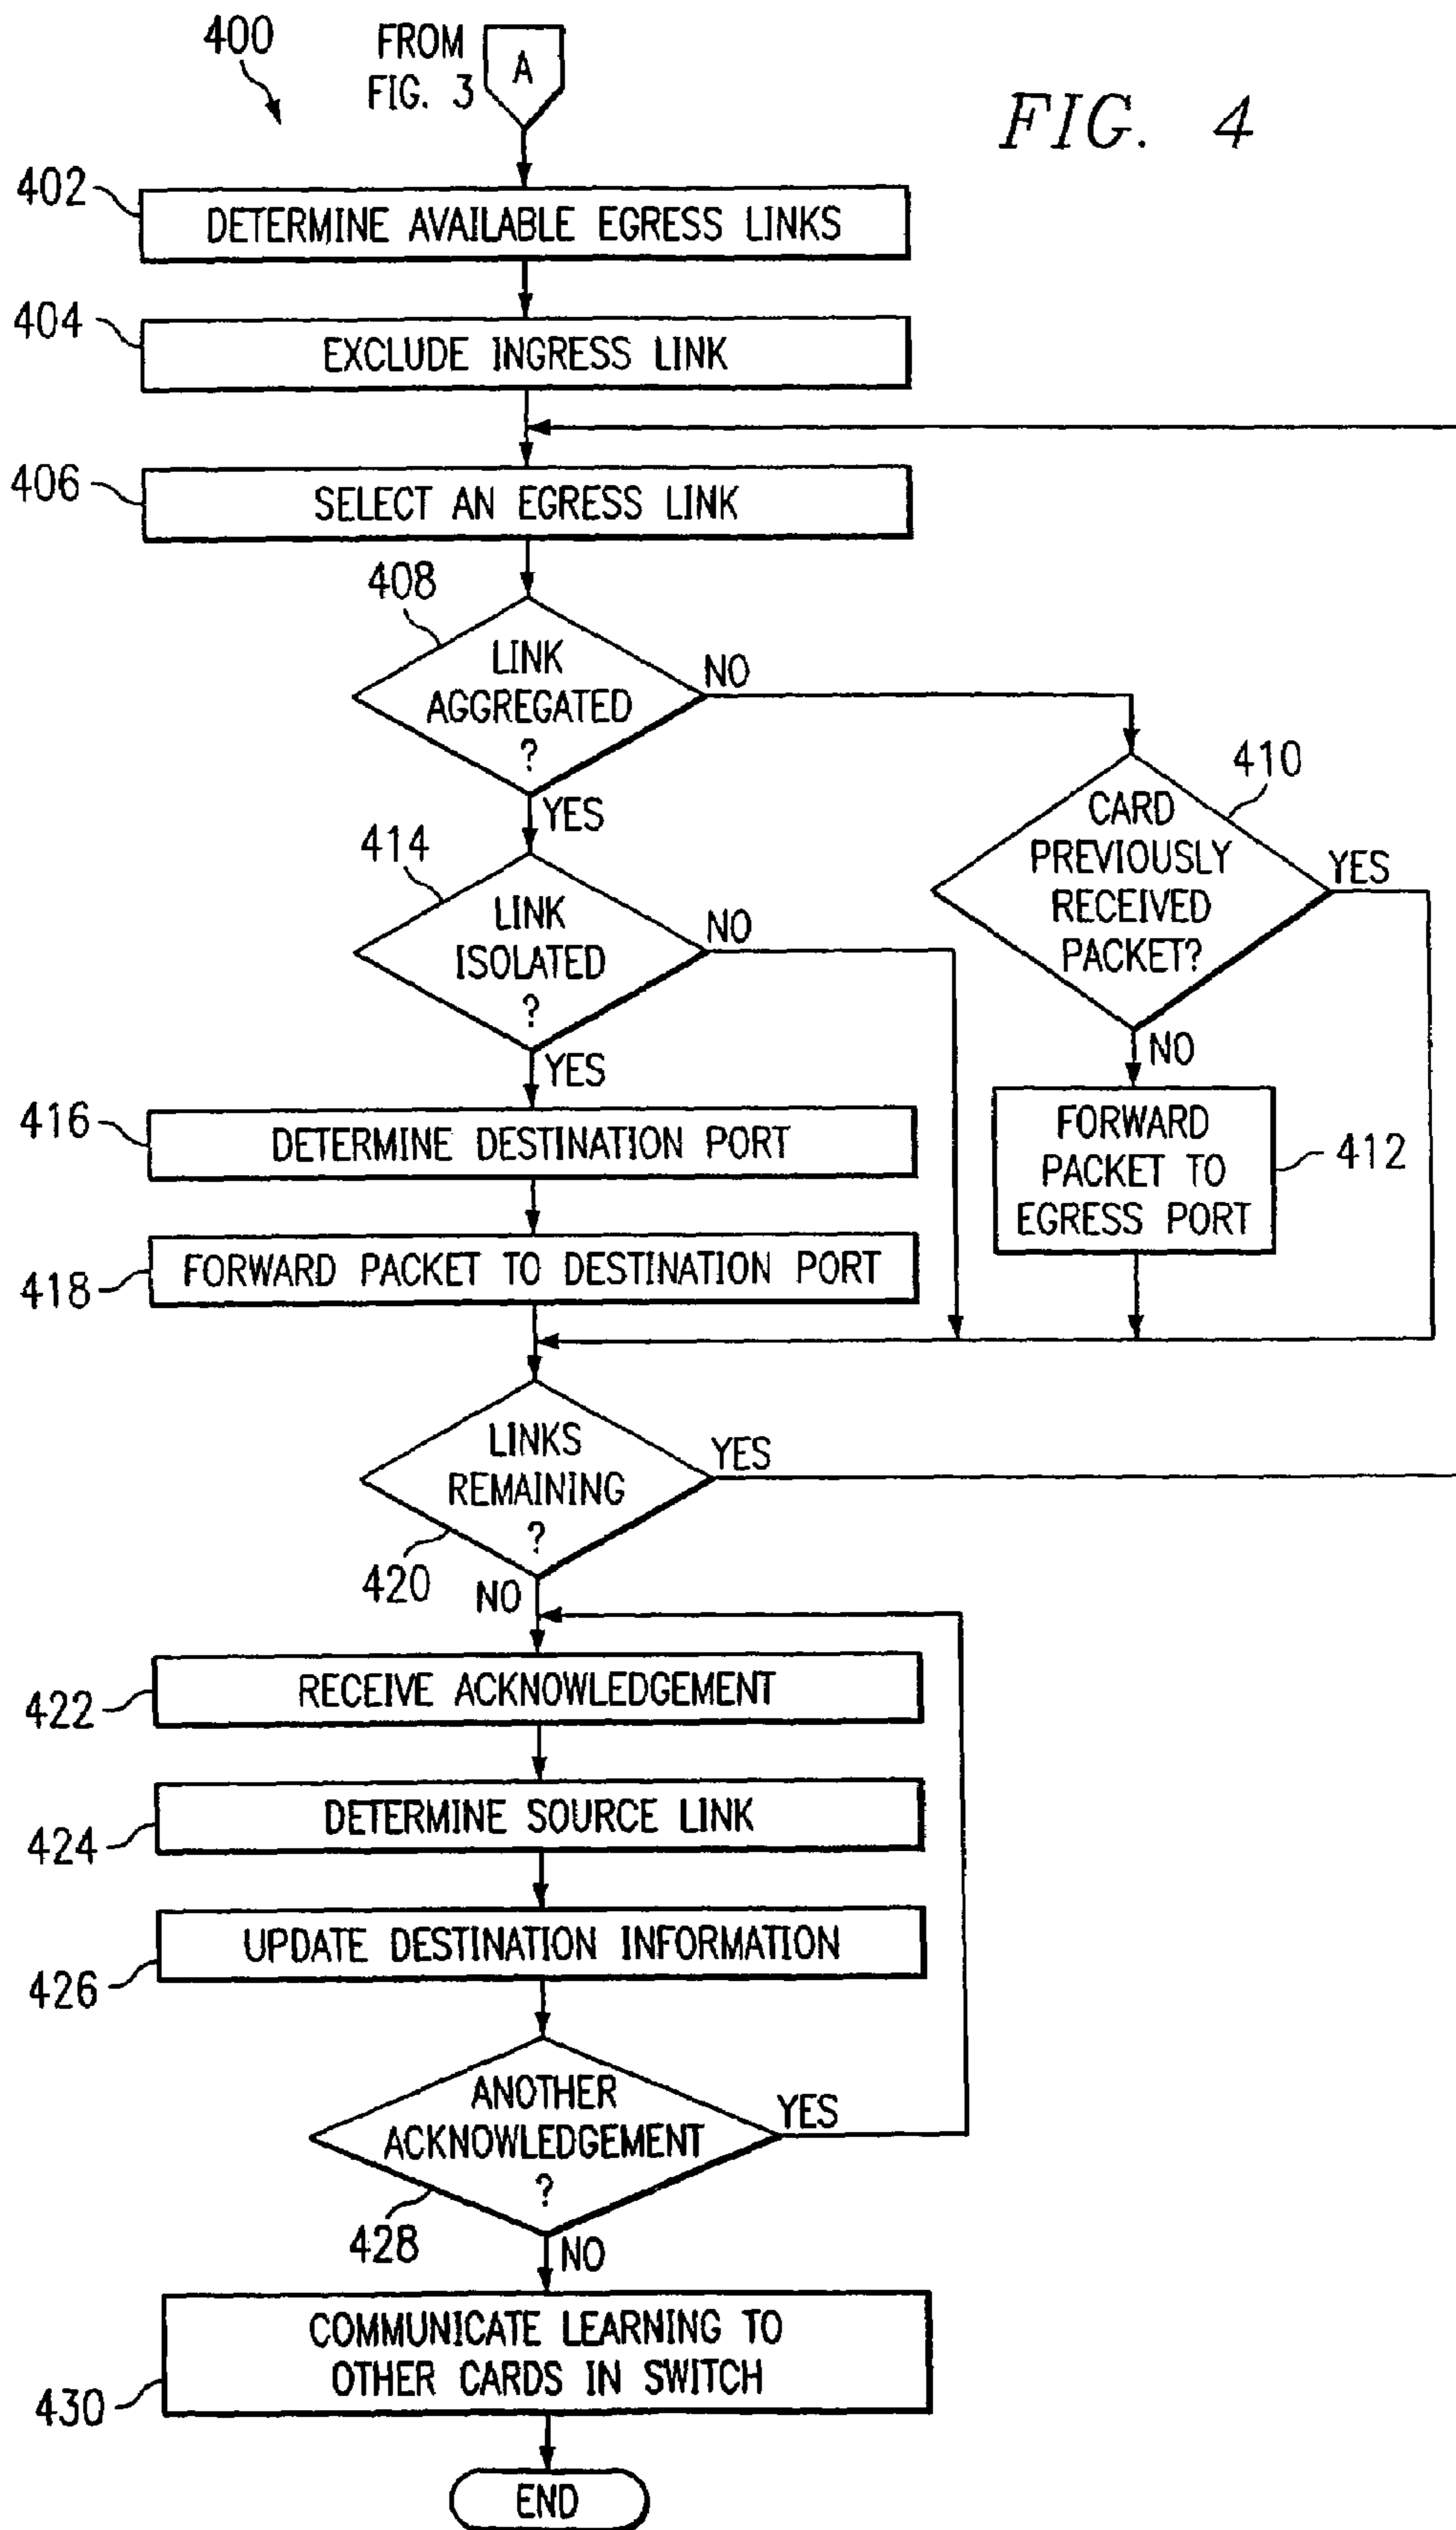 400
FROM
FIG. 3
A
FIG. 4
402
DETERMINE AVAILABLE EGRESS LINKS
404
EXCLUDE INGRESS LINK
406
SELECT AN EGRESS LINK
408
LINK
AGGREGATED
?
NO
YES
410
CARD
PREVIOUSLY
RECEIVED
PACKET?
YES
NO
414
LINK
ISOLATED
?
NO
YES
FORWARD
PACKET TO
EGRESS PORT
412
416
DETERMINE DESTINATION PORT
418
FORWARD PACKET TO DESTINATION PORT
LINKS
REMAINING
?
YES
420
NO
422
RECEIVE ACKNOWLEDGEMENT
424
DETERMINE SOURCE LINK
426
UPDATE DESTINATION INFORMATION
ANOTHER
ACKNOWLEDGEMENT
?
YES
428
NO
COMMUNICATE LEARNING TO
OTHER CARDS IN SWITCH
430
END